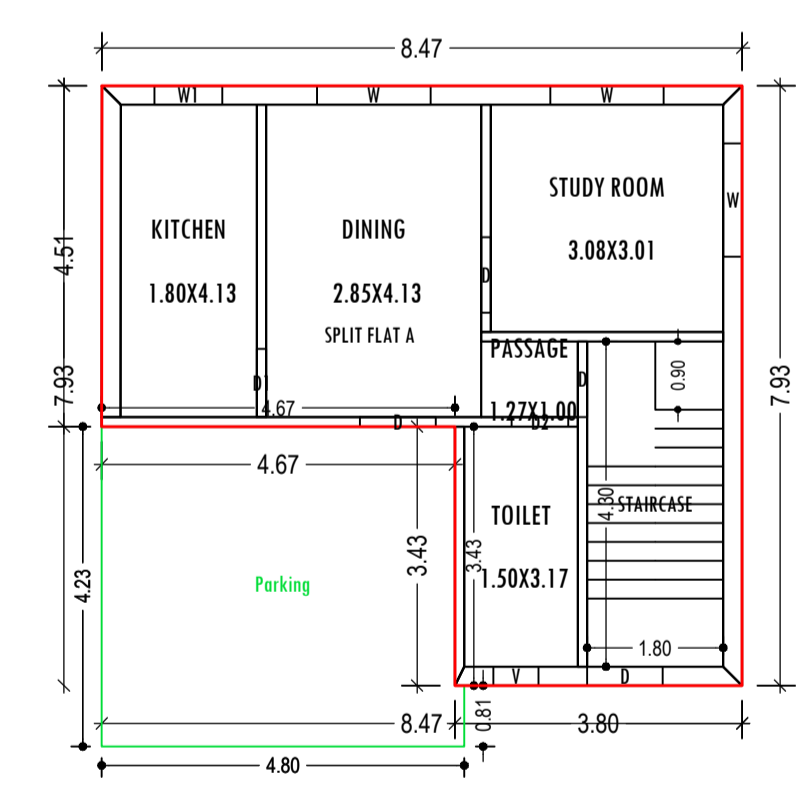 8.47
W1
W
W
W
KITCHEN
1.80X4.13
DINING
2.85X4.13
SPLIT FLAT A
STUDY ROOM
3.08X3.01
D
4.51
7.93
7.93
PASSAGE
1.27X1.00
D
0.90
D1
4.67
D
D2
4.67
TOILET
1.50X3.17
STAIRCASE
4.30
3.43
3.43
4.23
Parking
1.80
V
D
8.47
0.81
3.80
4.80